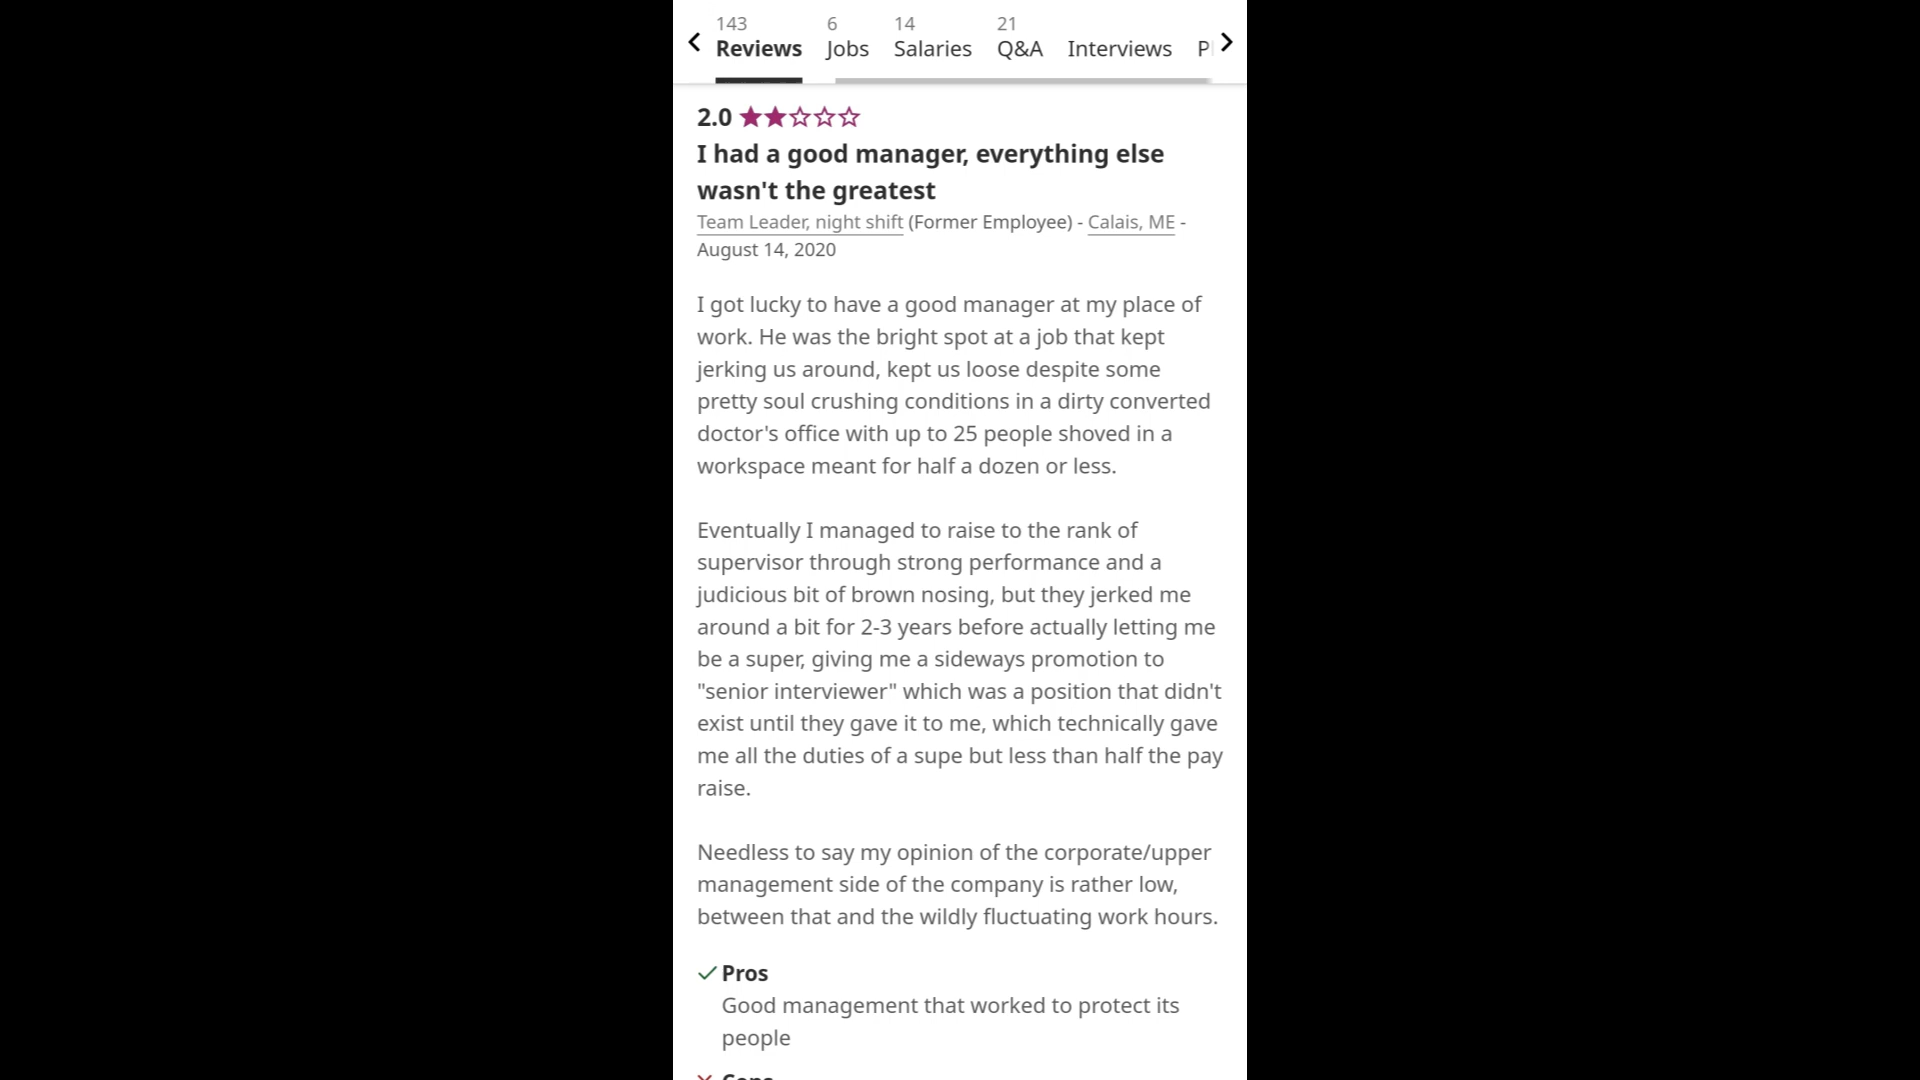 143 6 14 21
Reviews Jobs Salaries Q&A Interviews
2.0
I had a good manager, everything else
wasn't the greatest
Team Leader, night shift (Former Employee) - Calais, ME -
August 14, 2020
I got lucky to have a good manager at my place of
work. He was the bright spot at a job that kept
jerking us around, kept us loose despite some
pretty soul crushing conditions in a dirty converted
doctor's office with up to 25 people shoved in a
workspace meant for half a dozen or less.
Eventually I managed to raise to the rank of
supervisor through strong performance and a
judicious bit of brown nosing, but they jerked me
around a bit for 2-3 years before actually letting me
be a super, giving me a sideways promotion to
"senior interviewer" which was a position that didn't
exist until they gave it to me, which technically gave
me all the duties of a supe but less than half the pay
raise.
Needless to say my opinion of the corporate/upper
management side of the company is rather low,
between that and the wildly fluctuating work hours.
Pros
Good management that worked to protect its
people